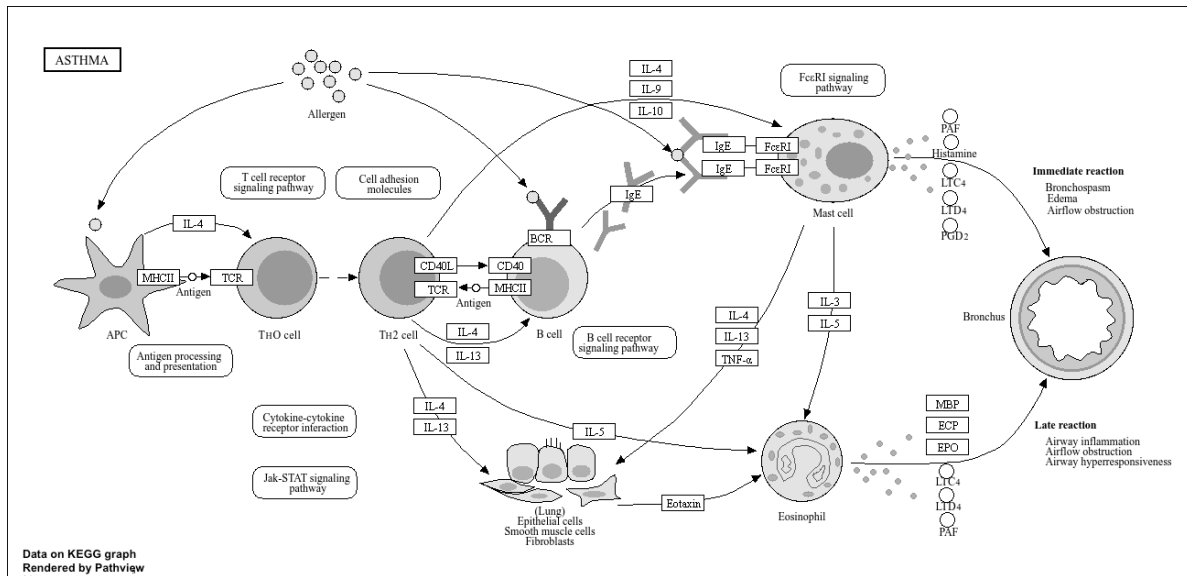 ASTHMA
Allergen
IL-4
IL-9
IL-10
FcεRI signaling
pathway
T cell receptor
signaling pathway
Cell adhesion
molecules
IgE
FcεRI
IgE
FcεRI
IgE
Mast cell
PAF
Histamine
LTC4
LTD4
PGD2
Immediate reaction
Bronchospasm
Edema
Airflow obstruction
IL-4
MHCII
Antigen
TCR
APC
TH0 cell
BCR
CD40L
CD40
TCR
Antigen
MHCII
TH2 cell
B cell
IL-4
IL-13
B cell receptor
signaling pathway
Antigen processing
and presentation
IL-4
IL-13
TNF-α
IL-3
IL-5
Bronchus
Cytokine-cytokine
receptor interaction
Jak-STAT signaling
pathway
IL-4
IL-13
IL-5
(Lung)
Epithelial cells
Smooth muscle cells
Fibroblasts
Eotaxin
Eosinophil
MBP
ECP
EPO
LTC4
LTD4
PAF
Late reaction
Airway inflammation
Airflow obstruction
Airway hyperresponsiveness
Data on KEGG graph
Rendered by Pathview